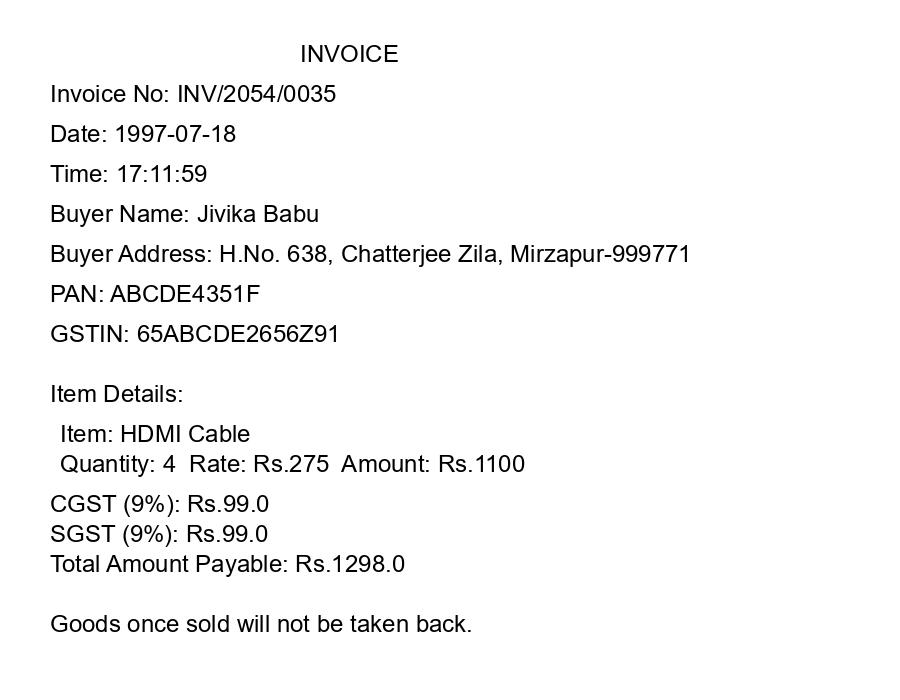 INVOICE
Invoice No: INV/2054/0035
Date: 1997-07-18
Time: 17:11:59
Buyer Name: Jivika Babu
Buyer Address: H.No. 638, Chatterjee Zila, Mirzapur-999771
PAN: ABCDE4351F
GSTIN: 65ABCDE2656Z91
Item Details:
Item: HDMI Cable
Quantity: 4  Rate: Rs.275  Amount: Rs.1100
CGST (9%): Rs.99.0
SGST (9%): Rs.99.0
Total Amount Payable: Rs.1298.0
Goods once sold will not be taken back.